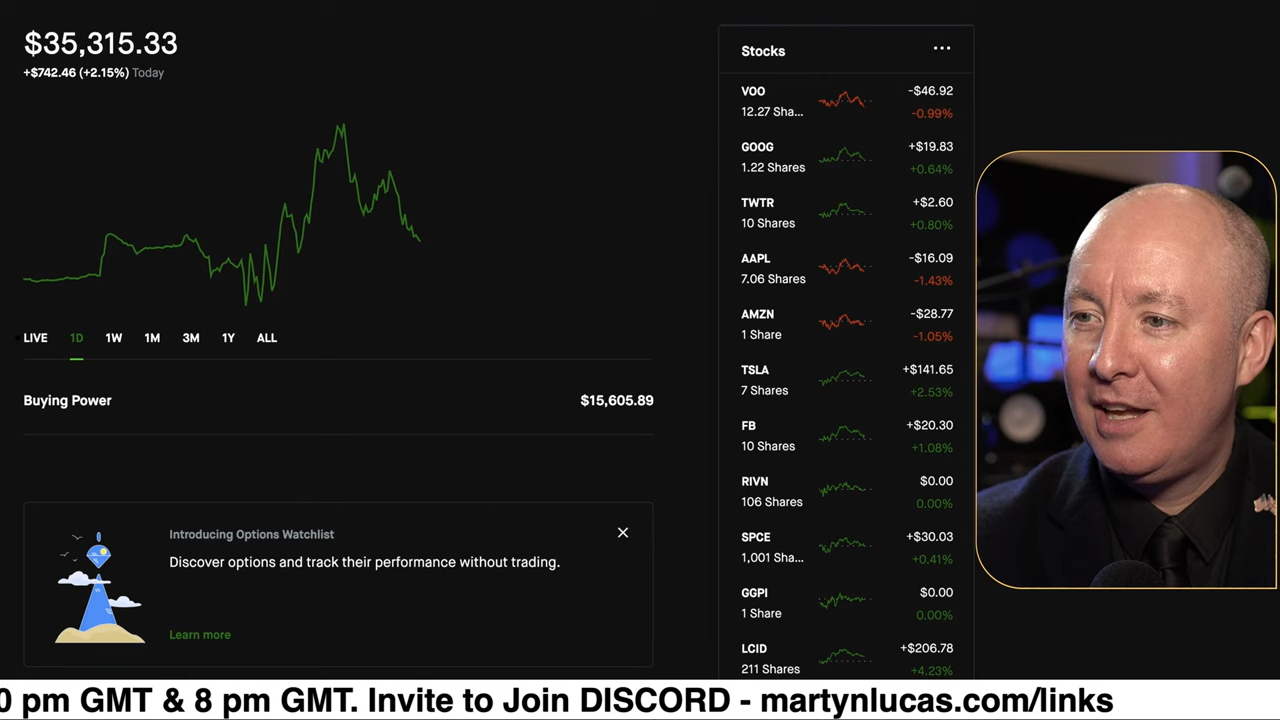 $35,315.33
+$742.46 (+2.15%) Today
LIVE 1D 1W 1M 3M 1Y ALL
Buying Power $15,605.89
Introducing Options Watchlist
Discover options and track their performance without trading.
Learn more
Stocks
VOO -$46.92
12.27 Sha... -0.99%
GOOG +$19.83
1.22 Shares +0.64%
TWTR +$2.60
10 Shares +0.80%
AAPL -$16.09
7.06 Shares -1.43%
AMZN -$28.77
1 Share -1.05%
TSLA +$141.65
7 Shares +2.53%
FB +$20.30
10 Shares +1.08%
RIVN $0.00
106 Shares 0.00%
SPCE +$30.03
1,001 Sha... +0.41%
GGPI $0.00
1 Share 0.00%
LCID +$206.78
211 Shares +4.23%
0 pm GMT & 8 pm GMT. Invite to Join DISCORD - martynlucas.com/links